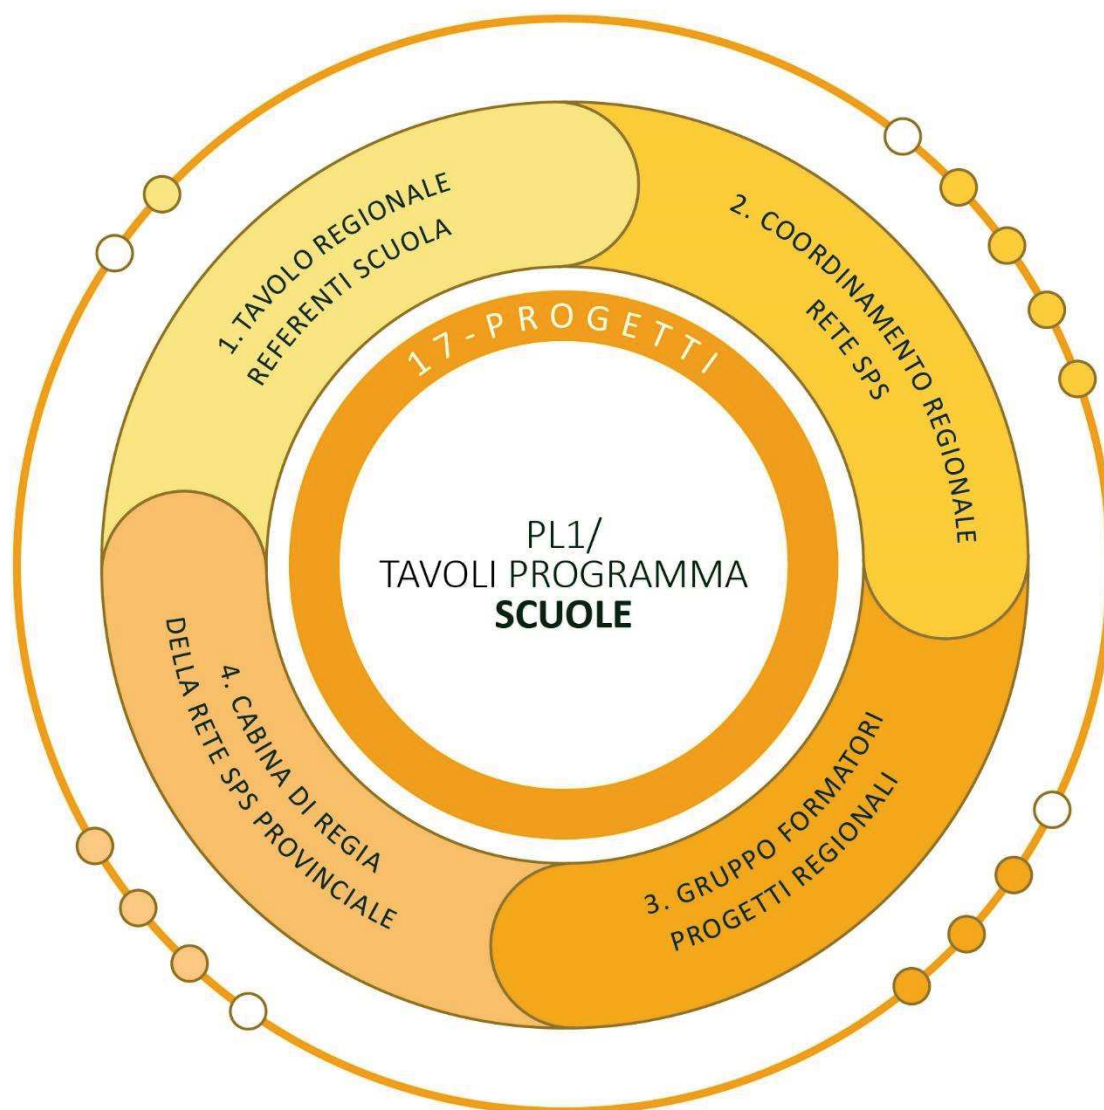 1. TAVOLO REGIONALE
REFERENTI SCUOLA
2. COORDINAMENTO REGIONALE
RETE SPS
17-PROGETTI
PL1/
TAVOLI PROGRAMMA
SCUOLE
3. GRUPPO FORMATORI
PROGETTI REGIONALI
4. CABINA DI REGIA
DELLA RETE SPS PROVINCIALE